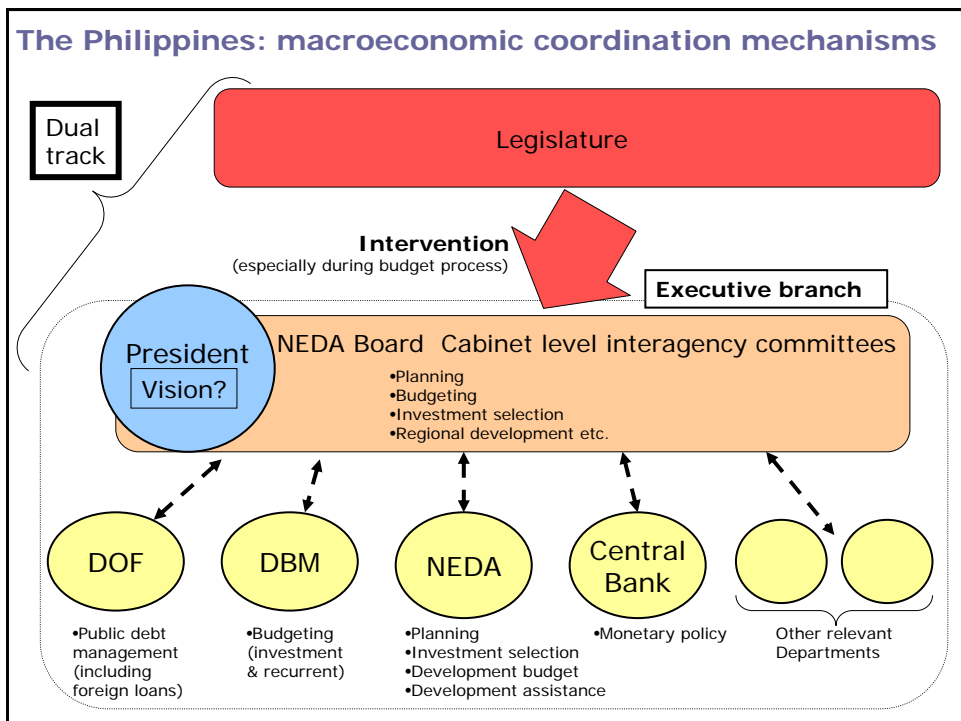 The Philippines: macroeconomic coordination mechanisms
Dual
track
Legislature
Intervention
(especially during budget process)
Executive branch
President
Vision?
NEDA Board  Cabinet level interagency committees
•Planning
•Budgeting
•Investment selection
•Regional development etc.
DOF
DBM
NEDA
Central
Bank
•Public debt
management
(including
foreign loans)
•Budgeting
(investment
& recurrent)
•Planning
•Investment selection
•Development budget
•Development assistance
•Monetary policy
Other relevant
Departments